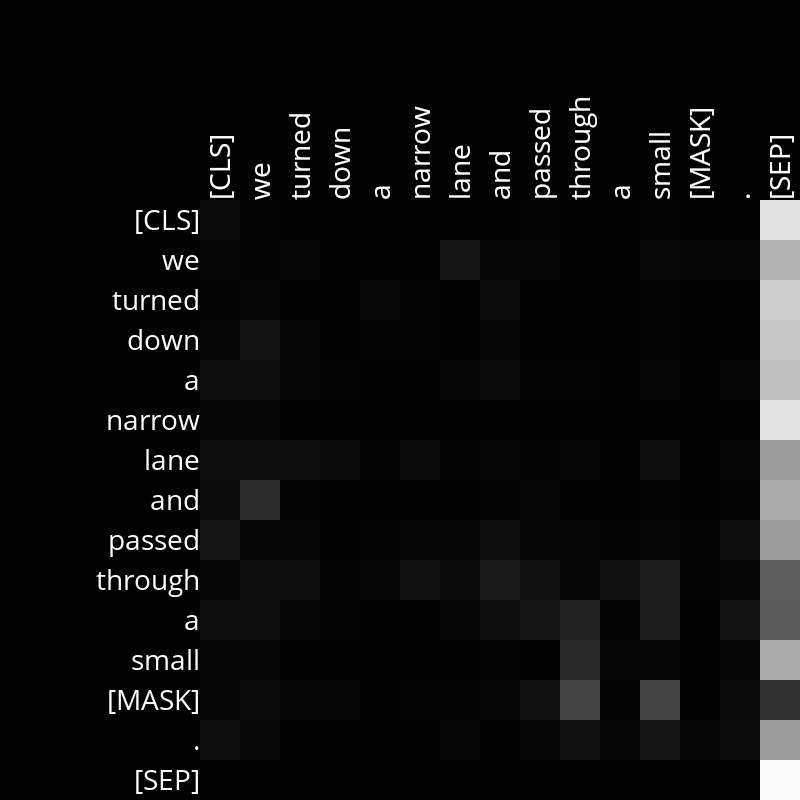 [CLS] we turned down a narrow lane and passed through a small [MASK] . [SEP]
[CLS]
we
turned
down
a
narrow
lane
and
passed
through
a
small
[MASK]
.
[SEP]